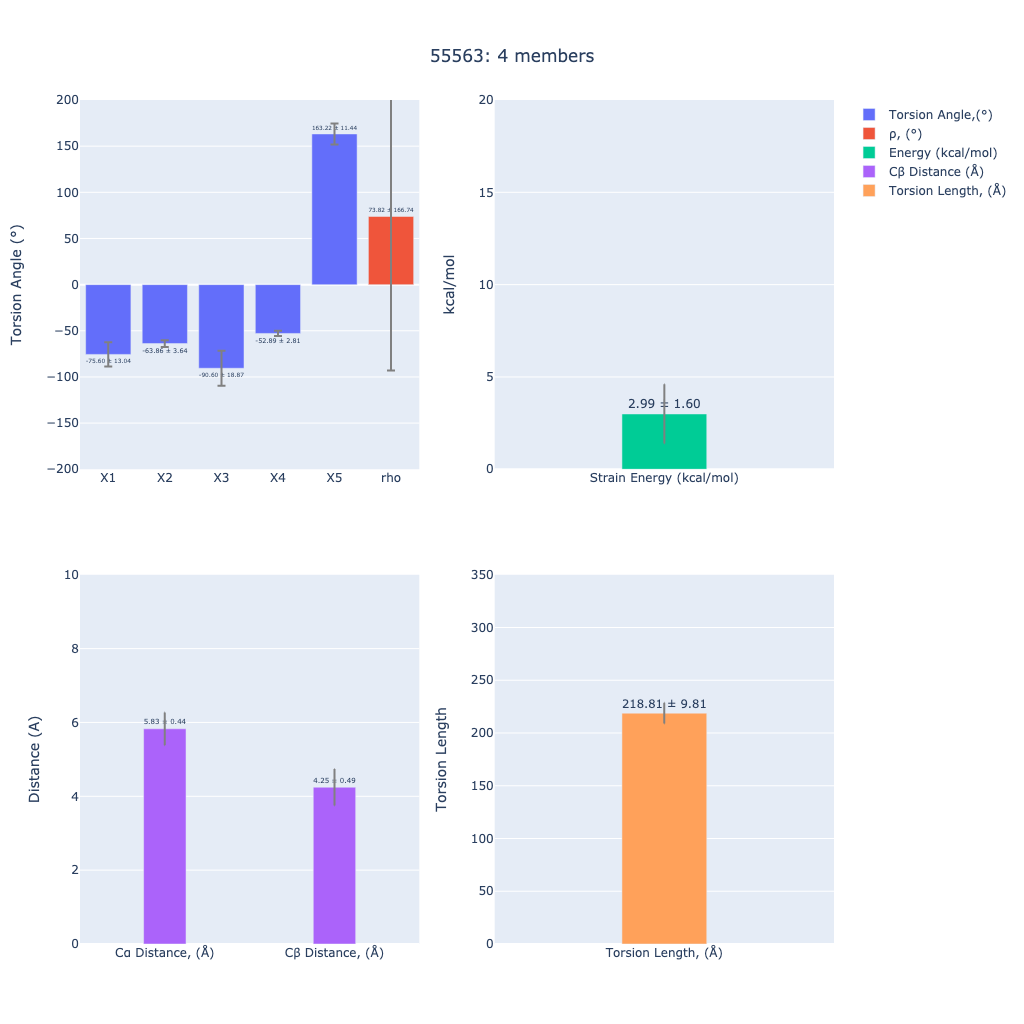 55563: 4 members
Torsion Angle (°)
200
150
100
50
0
−50
−100
−150
−200
163.22 ± 11.44
73.82 ± 166.74
-75.60 ± 13.04
-63.86 ± 3.64
-90.60 ± 18.87
-52.89 ± 2.81
X1 X2 X3 X4 X5 rho
kcal/mol
20
15
10
5
0
2.99 ± 1.60
Strain Energy (kcal/mol)
Torsion Angle,(°)
ρ, (°)
Energy (kcal/mol)
Cβ Distance (Å)
Torsion Length, (Å)
Distance (A)
10
8
6
4
2
0
5.83 ± 0.44
4.25 ± 0.49
Cα Distance, (Å) Cβ Distance, (Å)
Torsion Length
350
300
250
200
150
100
50
0
218.81 ± 9.81
Torsion Length, (Å)